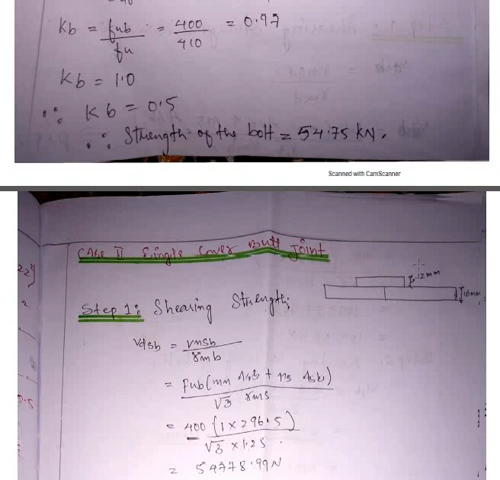 Kb = fub/fu = 400/410 = 0.97
Kb = 1.0
∴ Kb = 0.5
∴ Strength of the bolt = 54.75 kN.
Scanned with CamScanner
CASE II Single Cover Butt Joint
12mm
10mm
Step 1: Shearing Strength;
Vdsb = Vnsb/γmb
= fub (nn Anb + ns Asb)/√3 γms
= 400 (1 × 296.5)/√3 × 1.25
= 54778.99N